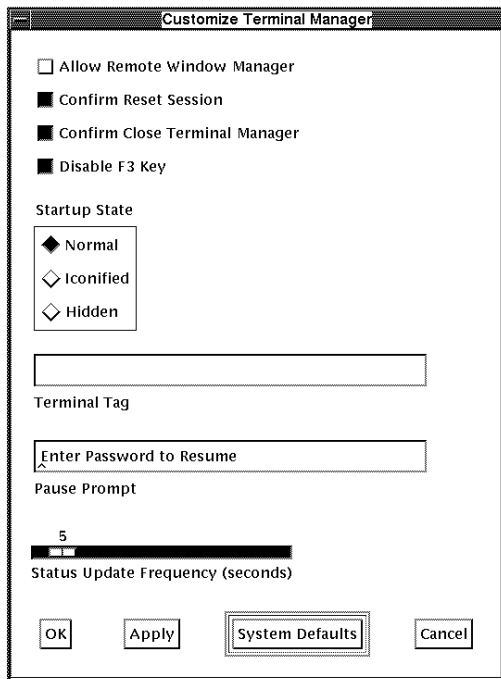 Customize Terminal Manager
Allow Remote Window Manager
Confirm Reset Session
Confirm Close Terminal Manager
Disable F3 Key
Startup State
Normal
Iconified
Hidden
Terminal Tag
Enter Password to Resume
Pause Prompt
5
Status Update Frequency (seconds)
OK Apply System Defaults Cancel